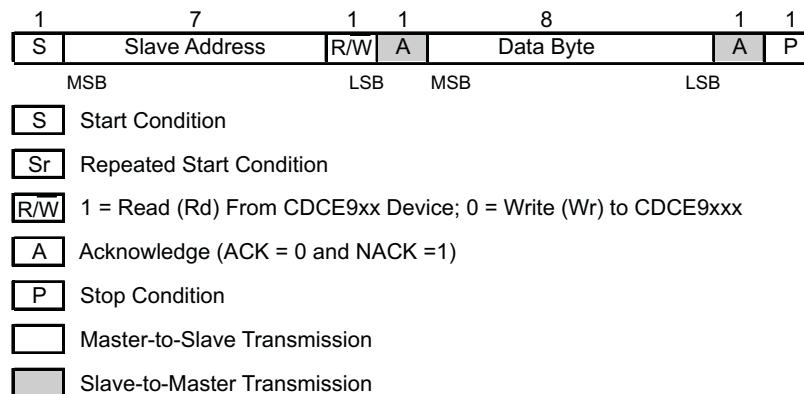 1 7 1 1 8 1 1
S Slave Address R/W̅ A Data Byte A P
MSB LSB MSB LSB
S Start Condition
Sr Repeated Start Condition
R/W̅ 1 = Read (Rd) From CDCE9xx Device; 0 = Write (Wr) to CDCE9xxx
A Acknowledge (ACK = 0 and NACK =1)
P Stop Condition
Master-to-Slave Transmission
Slave-to-Master Transmission